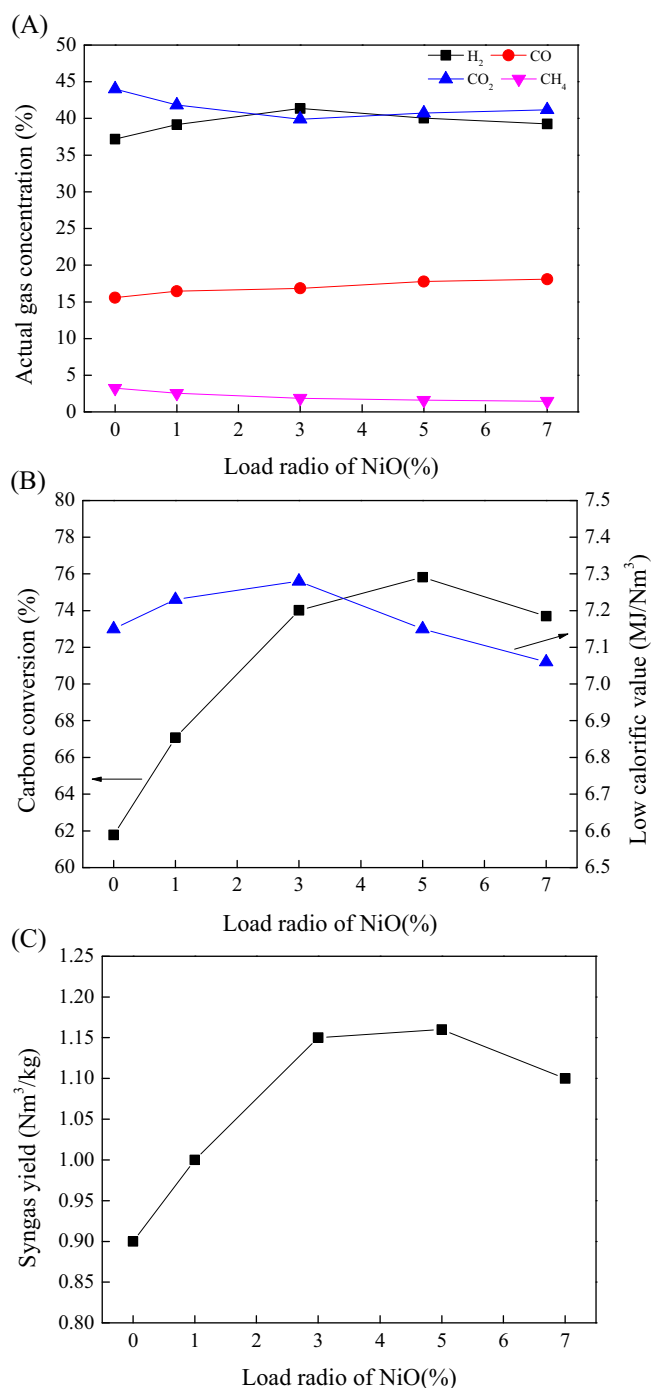 (A)
50
45
40
35
30
25
20
15
10
5
0
Actual gas concentration (%)
H₂ CO
CO₂ CH₄
0 1 2 3 4 5 6 7
Load radio of NiO(%)
(B)
80
78
76
74
72
70
68
66
64
62
60
Carbon conversion (%)
7.5
7.4
7.3
7.2
7.1
7.0
6.9
6.8
6.7
6.6
6.5
Low calorific value (MJ/Nm³)
0 1 2 3 4 5 6 7
Load radio of NiO(%)
(C)
1.25
1.20
1.15
1.10
1.05
1.00
0.95
0.90
0.85
0.80
Syngas yield (Nm³/kg)
0 1 2 3 4 5 6 7
Load radio of NiO(%)